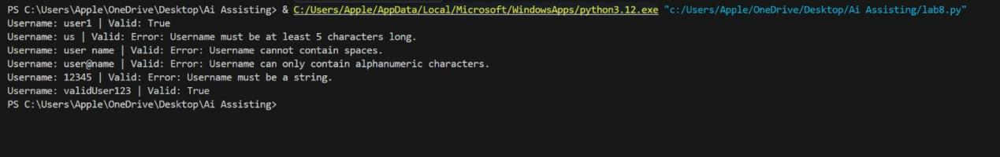 PS C:\Users\Apple\OneDrive\Desktop\Ai Assisting> & C:/Users/Apple/AppData/Local/Microsoft/WindowsApps/python3.12.exe "c:/Users/Apple/OneDrive/Desktop/Ai Assisting/lab8.py"
Username: user1 | Valid: True
Username: us | Valid: Error: Username must be at least 5 characters long.
Username: user name | Valid: Error: Username cannot contain spaces.
Username: user@name | Valid: Error: Username can only contain alphanumeric characters.
Username: 12345 | Valid: Error: Username must be a string.
Username: validUser123 | Valid: True
PS C:\Users\Apple\OneDrive\Desktop\Ai Assisting>